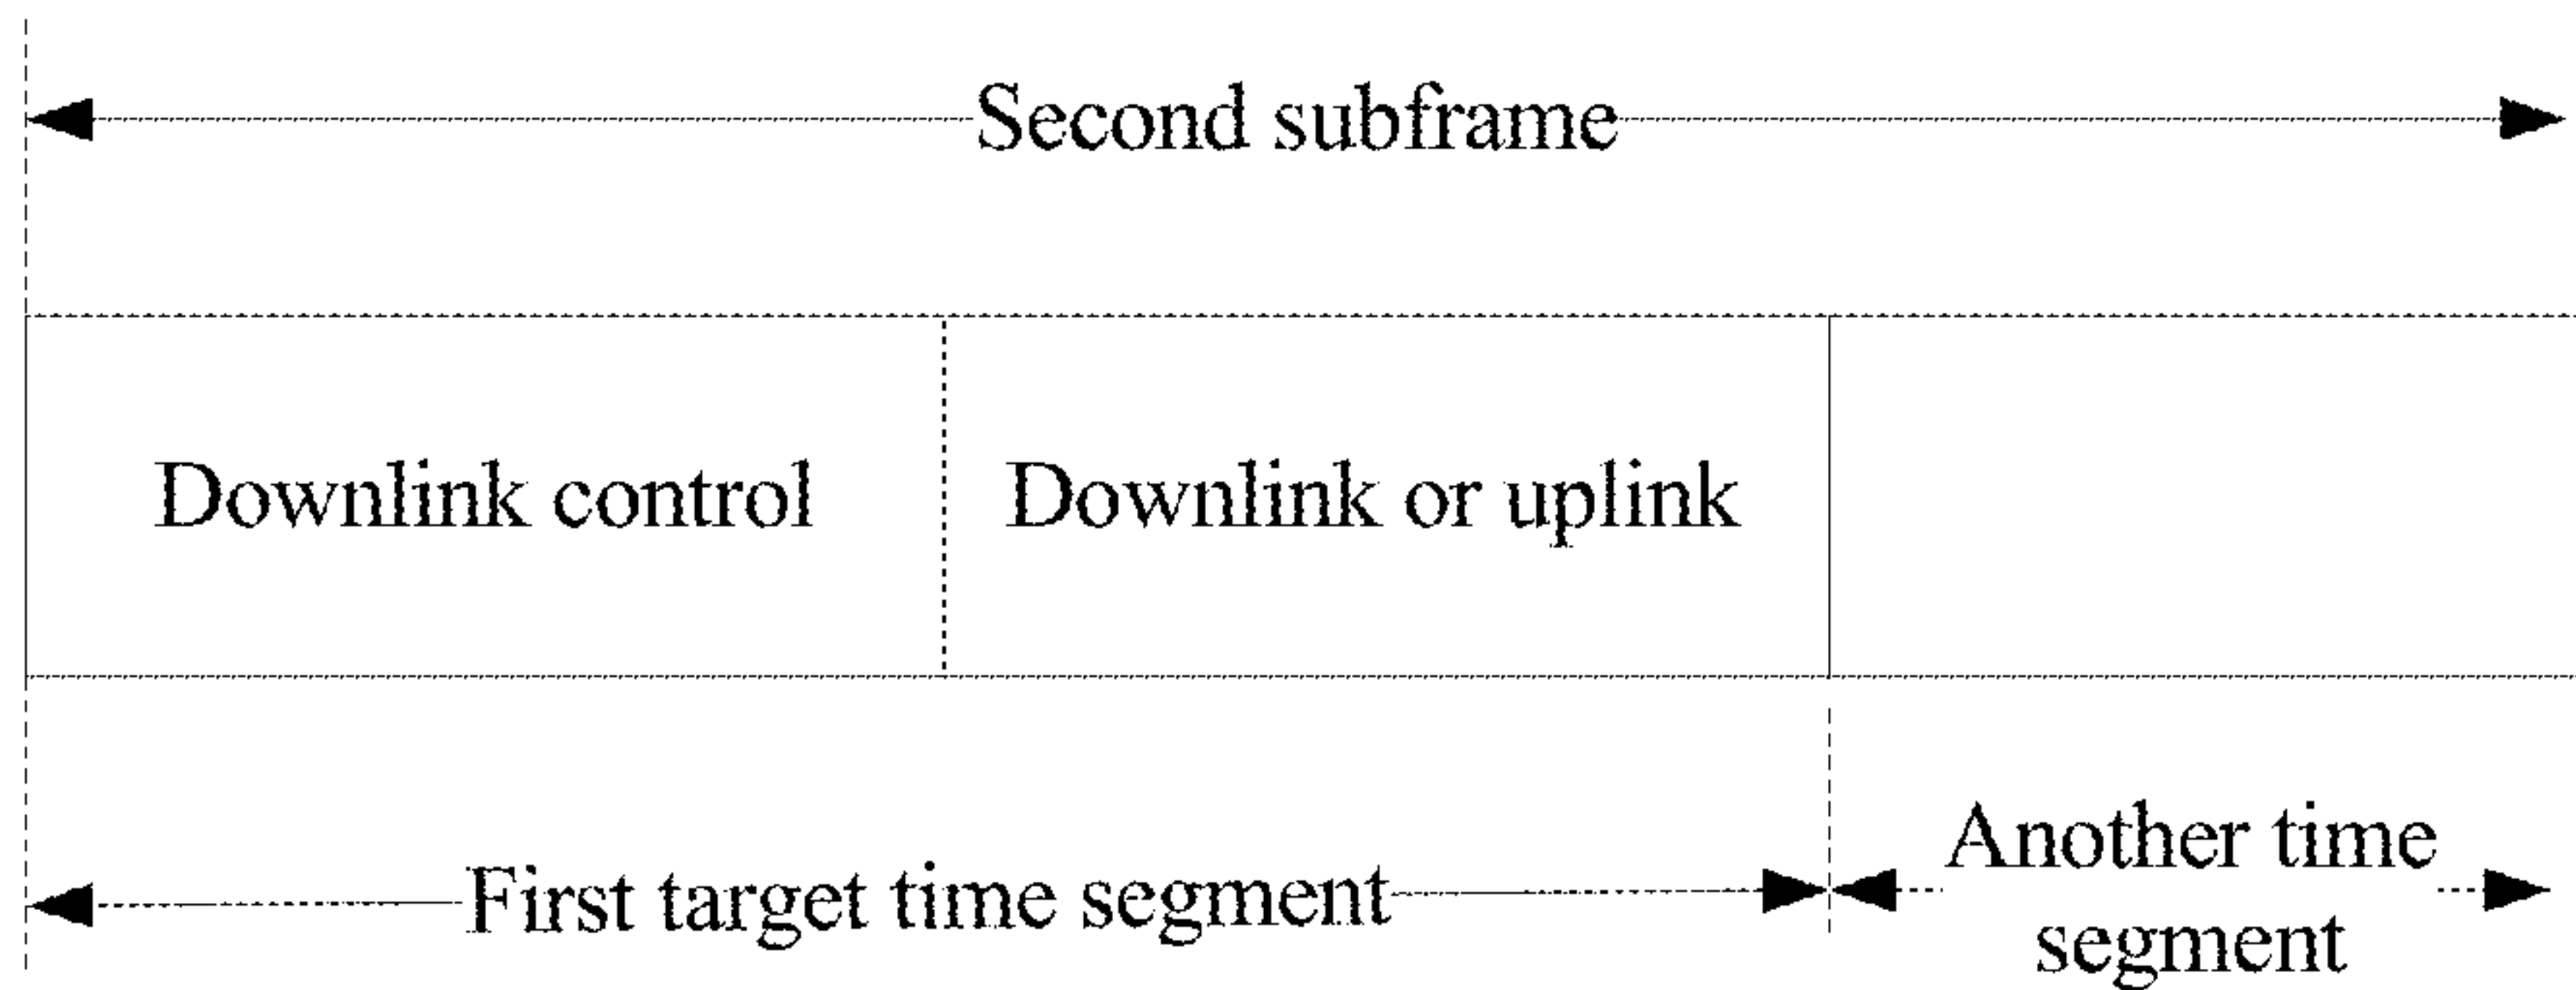 Second subframe
Downlink control
Downlink or uplink
First target time segment
Another time
segment